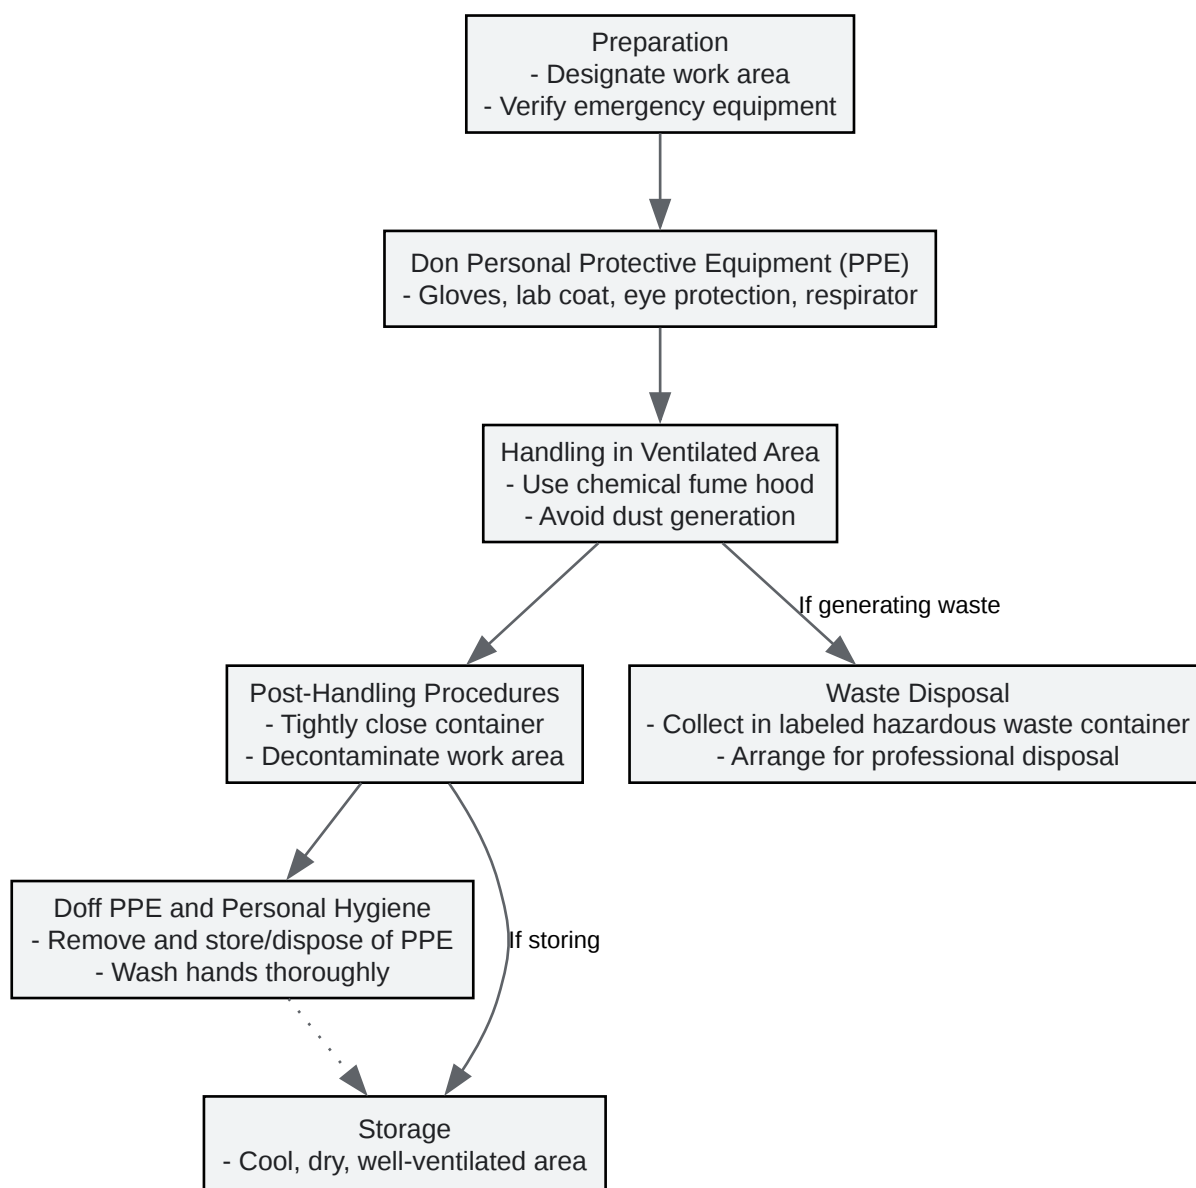 Preparation
- Designate work area
- Verify emergency equipment
Don Personal Protective Equipment (PPE)
- Gloves, lab coat, eye protection, respirator
Handling in Ventilated Area
- Use chemical fume hood
- Avoid dust generation
If generating waste
Post-Handling Procedures
- Tightly close container
- Decontaminate work area
Waste Disposal
- Collect in labeled hazardous waste container
- Arrange for professional disposal
Doff PPE and Personal Hygiene
- Remove and store/dispose of PPE
- Wash hands thoroughly
If storing
Storage
- Cool, dry, well-ventilated area